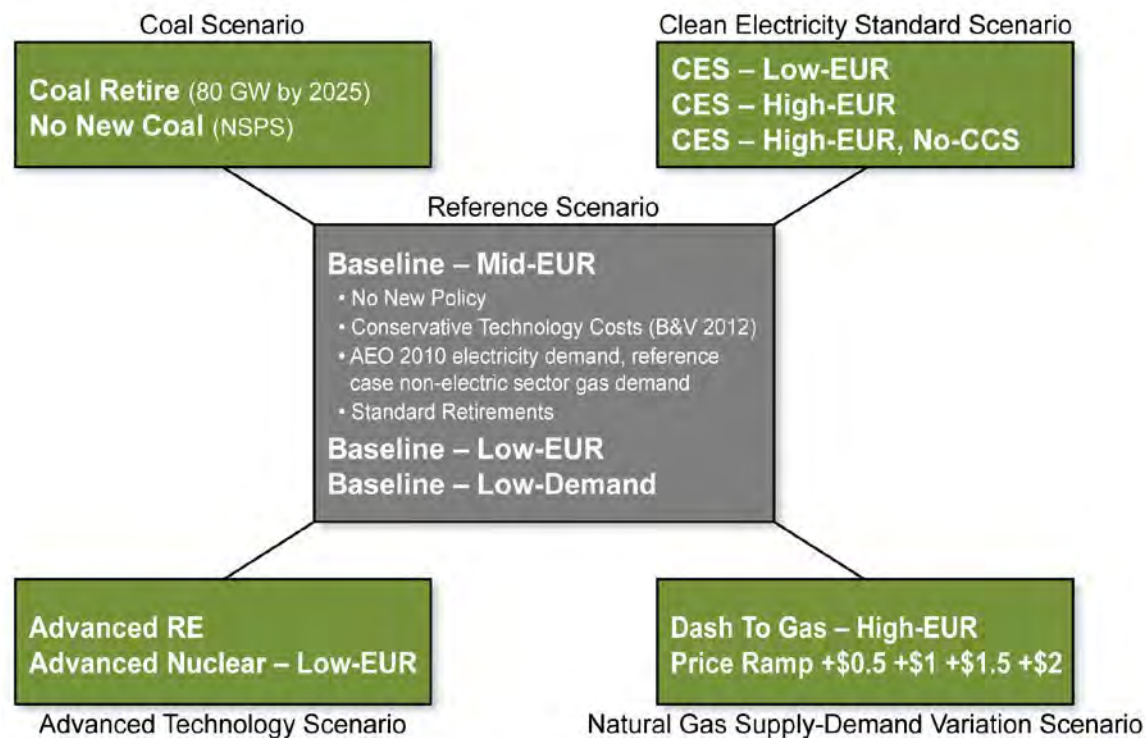 Coal Scenario
Coal Retire (80 GW by 2025)
No New Coal (NSPS)
Clean Electricity Standard Scenario
CES – Low-EUR
CES – High-EUR
CES – High-EUR, No-CCS
Reference Scenario
Baseline – Mid-EUR
• No New Policy
• Conservative Technology Costs (B&V 2012)
• AEO 2010 electricity demand, reference
case non-electric sector gas demand
• Standard Retirements
Baseline – Low-EUR
Baseline – Low-Demand
Advanced RE
Advanced Nuclear – Low-EUR
Advanced Technology Scenario
Dash To Gas – High-EUR
Price Ramp +$0.5 +$1 +$1.5 +$2
Natural Gas Supply-Demand Variation Scenario